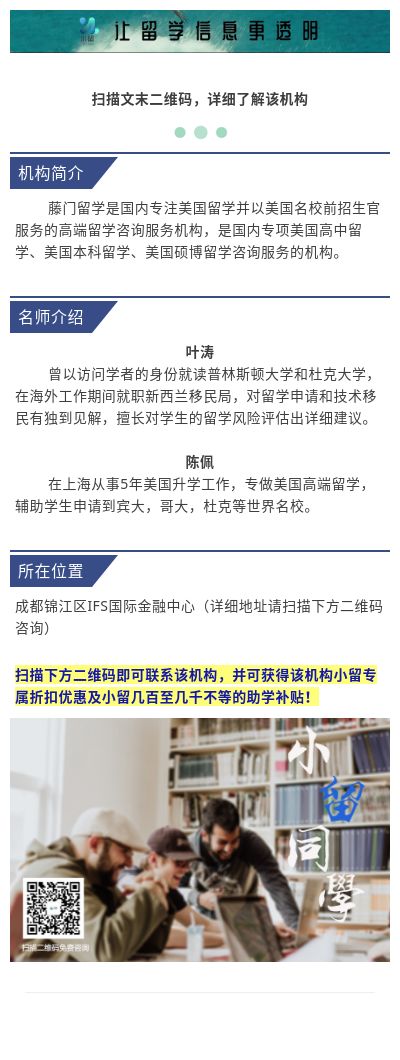 小留
让留学信息更透明
扫描文末二维码，详细了解该机构
机构简介
藤门留学是国内专注美国留学并以美国名校前招生官
服务的高端留学咨询服务机构，是国内专项美国高中留
学、美国本科留学、美国硕博留学咨询服务的机构。
名师介绍
叶涛
曾以访问学者的身份就读普林斯顿大学和杜克大学，
在海外工作期间就职新西兰移民局，对留学申请和技术移
民有独到见解，擅长对学生的留学风险评估出详细建议。
陈佩
在上海从事5年美国升学工作，专做美国高端留学，
辅助学生申请到宾大，哥大，杜克等世界名校。
所在位置
成都锦江区IFS国际金融中心（详细地址请扫描下方二维码
咨询）
扫描下方二维码即可联系该机构，并可获得该机构小留专
属折扣优惠及小留几百至几千不等的助学补贴！
小
留
同
學
扫描二维码免费咨询